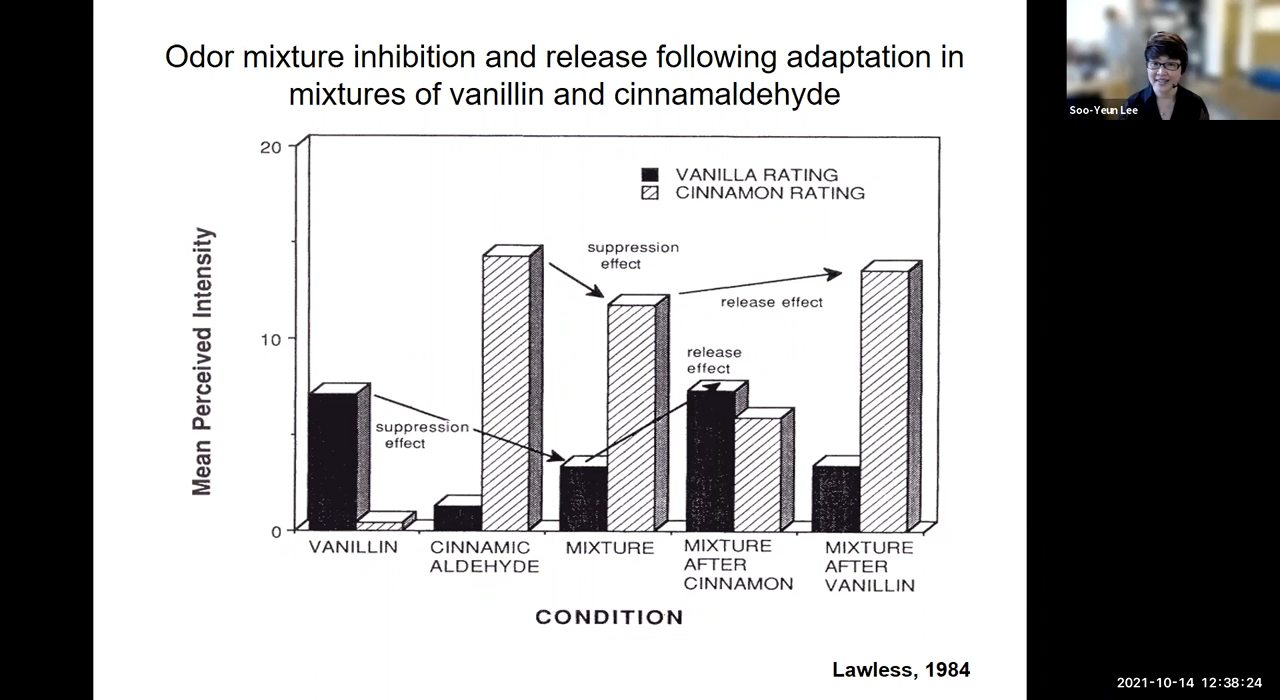 Odor mixture inhibition and release following adaptation in
mixtures of vanillin and cinnamaldehyde
Soo-Yeun Lee
20
10
0
Mean Perceived Intensity
VANILLA RATING
CINNAMON RATING
suppression
effect
release effect
release
effect
suppression
effect
VANILLIN
CINNAMIC
ALDEHYDE
MIXTURE
MIXTURE
AFTER
CINNAMON
MIXTURE
AFTER
VANILLIN
CONDITION
Lawless, 1984
2021-10-14 12:38:24